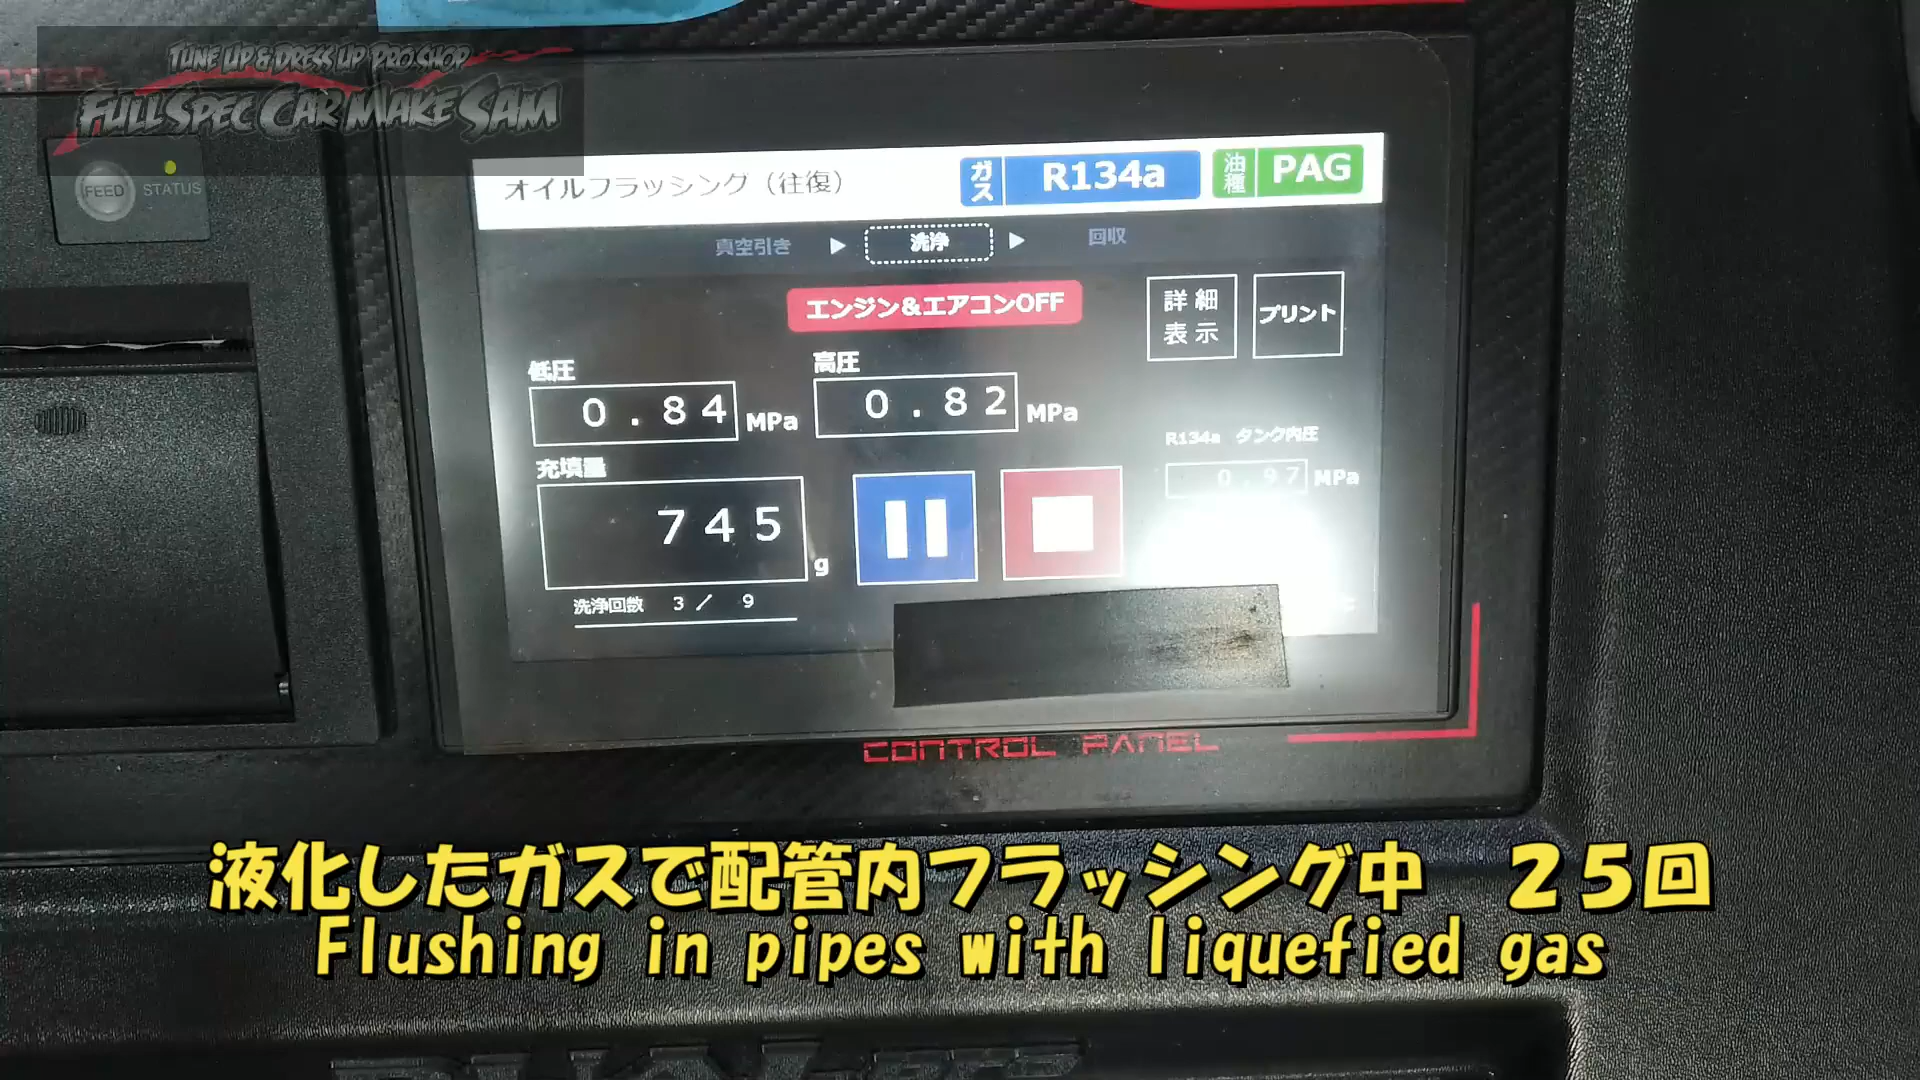 TUNE UP & DRESS UP PRO.SHOP
FULL SPEC CAR MAKE SAM
FEED
STATUS
オイルフラッシング（往復）
ガス
R134a
油種
PAG
真空引き
洗浄
回収
エンジン&エアコンOFF
詳細
表示
プリント
低圧
0.84 MPa
高圧
0.82 MPa
R134a タンク内圧
0.97 MPa
充填量
745 g
洗浄回数 3／ 9
CONTROL PANEL
液化したガスで配管内フラッシング中 25回
Flushing in pipes with liquefied gas